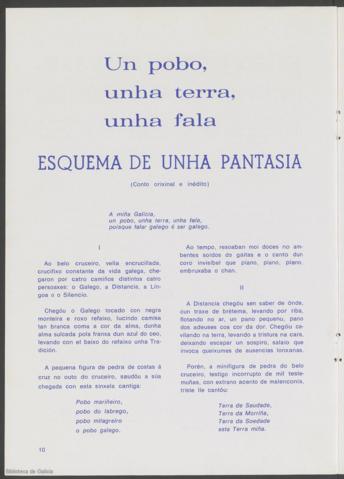 Un pobo,
unha terra,
unha fala
ESQUEMA DE UNHA PANTASIA
(Conto orixinal e inédito)
A miña Galicia,
un pobo, unha terra, unha fala,
poisque falar galego é ser galego.
I
Ao belo cruceiro, vella encrucillada,
crucifixo constante da vida galega, che-
garon por catro camiños distintos catro
persoaxes: o Galego, a Distancia, a Lin-
goa e o Silencio.
Chegóu o Galego tocado con negra
monteira e roxo refaixo, lucindo camisa
tan branca coma a cor da alma, dunha
alma sulcada pola fransa dun azul do ceo,
levando con el baixo do refaixo unha Tra-
dición.
A pequena figura de pedra de costas á
cruz no outo do cruceiro, saudóu a súa
chegada con esta sinxela cantiga:
Pobo mariñeiro,
pobo do labrego,
pobo milagreiro
o pobo galego.
Ao tempo, resoaban moi doces no am-
bentes soidos de gaitas e o canto dun
coro invisibel que piano, piano, piano,
embruxaba o chan.
II
A Distancia chegóu sen saber de ónde,
cun traxe de brétema, levando por riba,
flotando no ar, un pano pequeno, pano
dos adeuses cos cor da dor. Chegóu ca-
vilando na terra, levando a tristura na cara,
deixando escapar un sospiro, salaio que
invoca queixumes de ausencias lonxanas.
Porén, a minifigura de pedra do belo
cruceiro, testigo incorrupto de mil teste-
muñas, con extrano acento de malenconía,
triste lle cantóu:
Terra de Saudade,
Terra da Morriña,
Terra da Soedade
esta Terra miña.
10
Biblioteca de Galicia